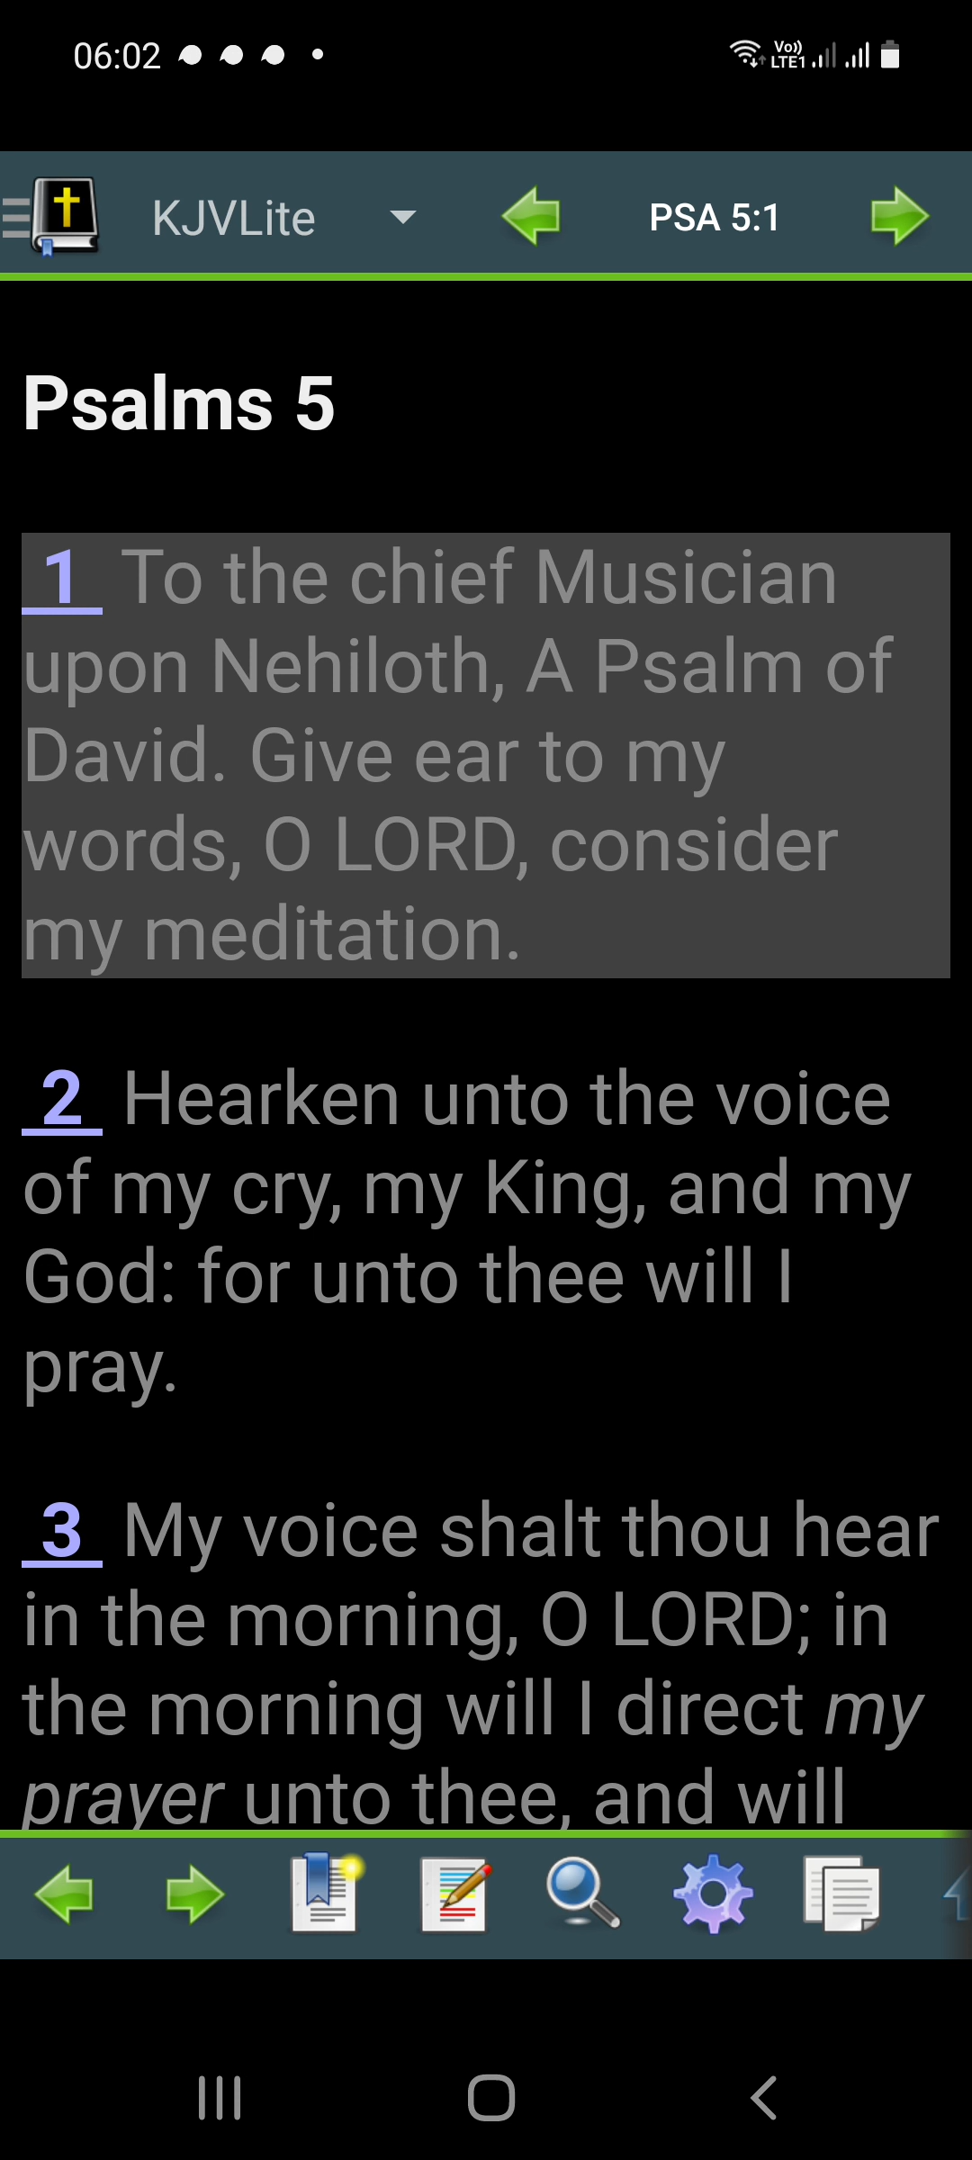 06:02
Vo))
LTE1
KJVLite
PSA 5:1
Psalms 5
1 To the chief Musician
upon Nehiloth, A Psalm of
David. Give ear to my
words, O LORD, consider
my meditation.
2 Hearken unto the voice
of my cry, my King, and my
God: for unto thee will I
pray.
3 My voice shalt thou hear
in the morning, O LORD; in
the morning will I direct my
prayer unto thee, and will